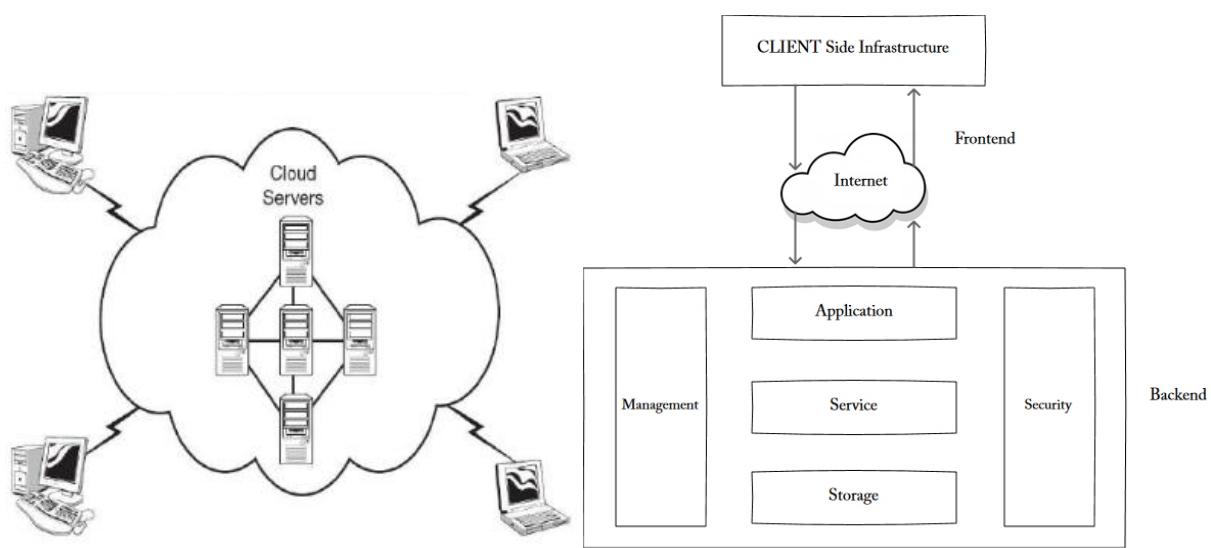 Cloud
Servers
CLIENT Side Infrastructure
Frontend
Internet
Application
Management
Service
Security
Backend
Storage